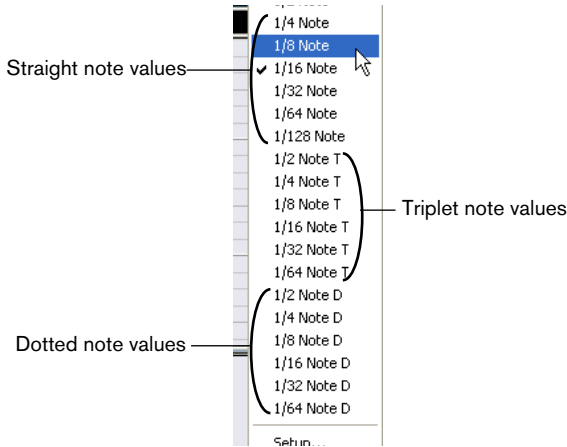 1/4 Note
1/8 Note
Straight note values
1/16 Note
1/32 Note
1/64 Note
1/128 Note
1/2 Note T
1/4 Note T
1/8 Note T
Triplet note values
1/16 Note T
1/32 Note T
1/64 Note T
1/2 Note D
1/4 Note D
1/8 Note D
Dotted note values
1/16 Note D
1/32 Note D
1/64 Note D
Setup...